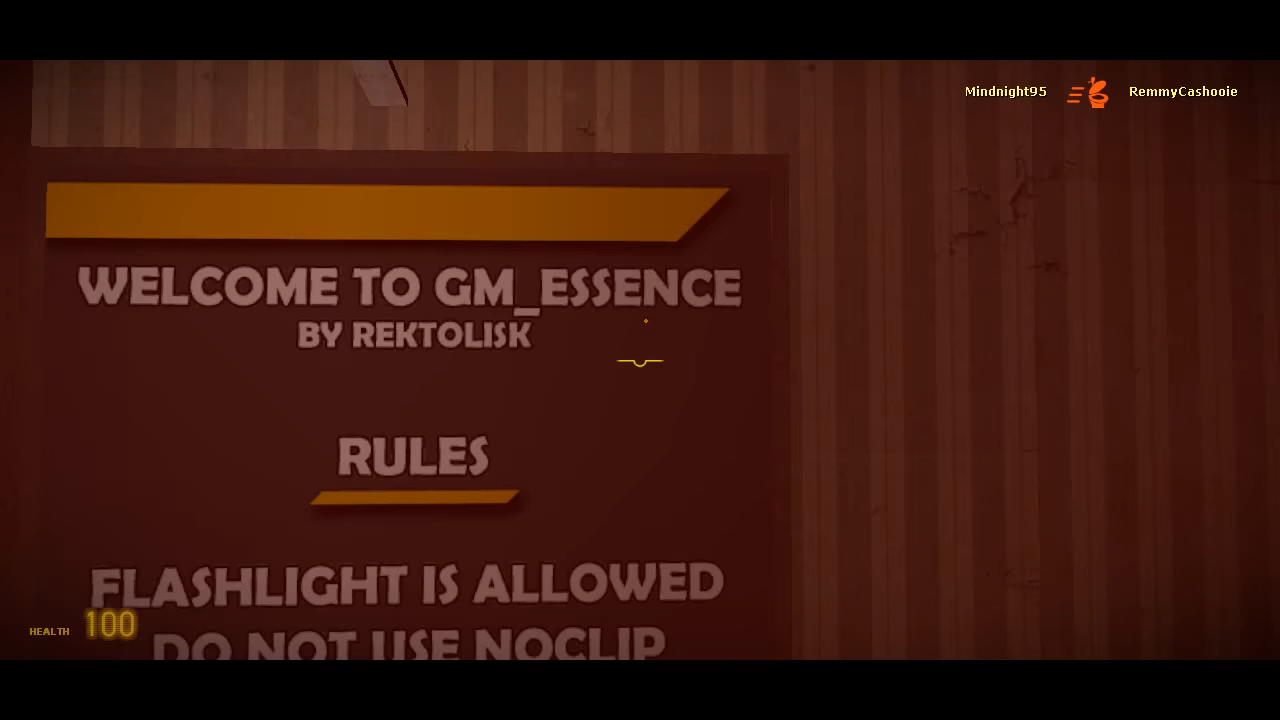 Mindnight95 RemmyCashooie
WELCOME TO GM_ESSENCE
BY REKTOLISK
RULES
FLASHLIGHT IS ALLOWED
DO NOT USE NOCLIP
HEALTH 100